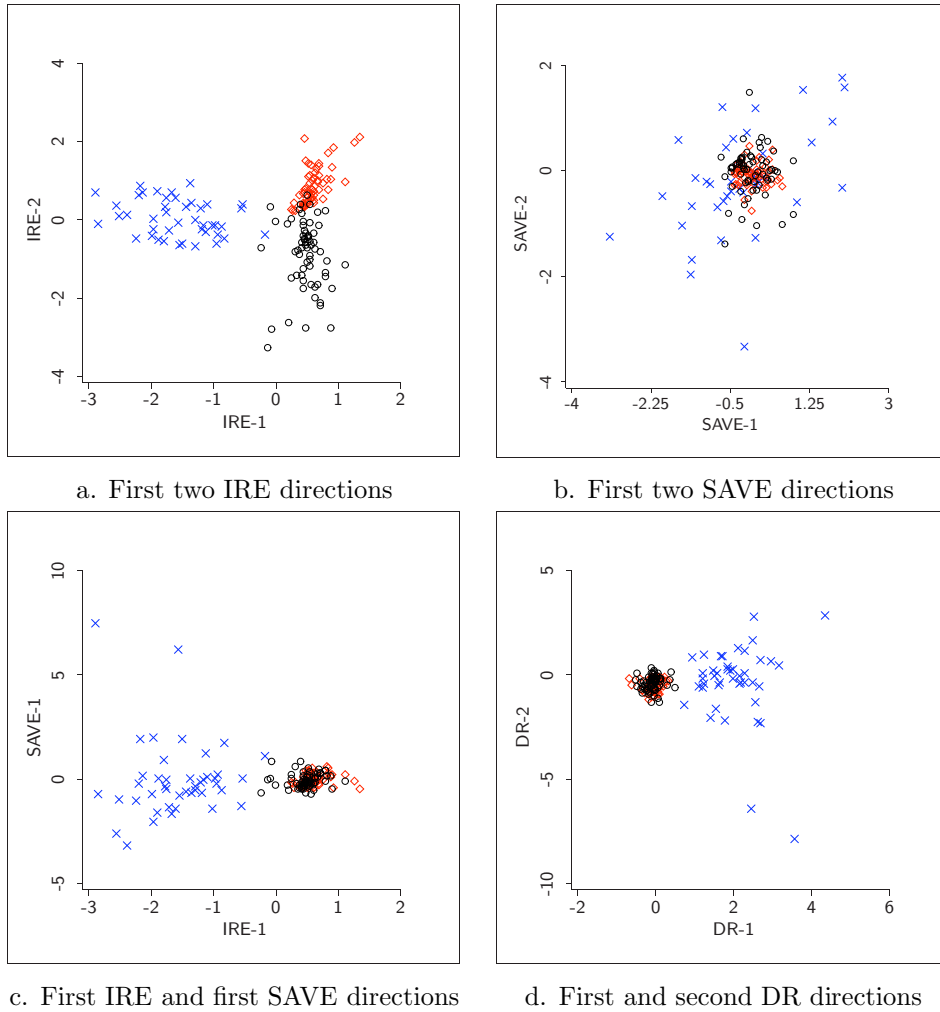 4
2
0
-2
-4
IRE-2
-3 -2 -1 0 1 2
IRE-1
a. First two IRE directions
2
0
-2
-4
SAVE-2
-4 -2.25 -0.5 1.25 3
SAVE-1
b. First two SAVE directions
10
5
0
-5
SAVE-1
-3 -2 -1 0 1 2
IRE-1
c. First IRE and first SAVE directions
5
0
-5
-10
DR-2
-2 0 2 4 6
DR-1
d. First and second DR directions